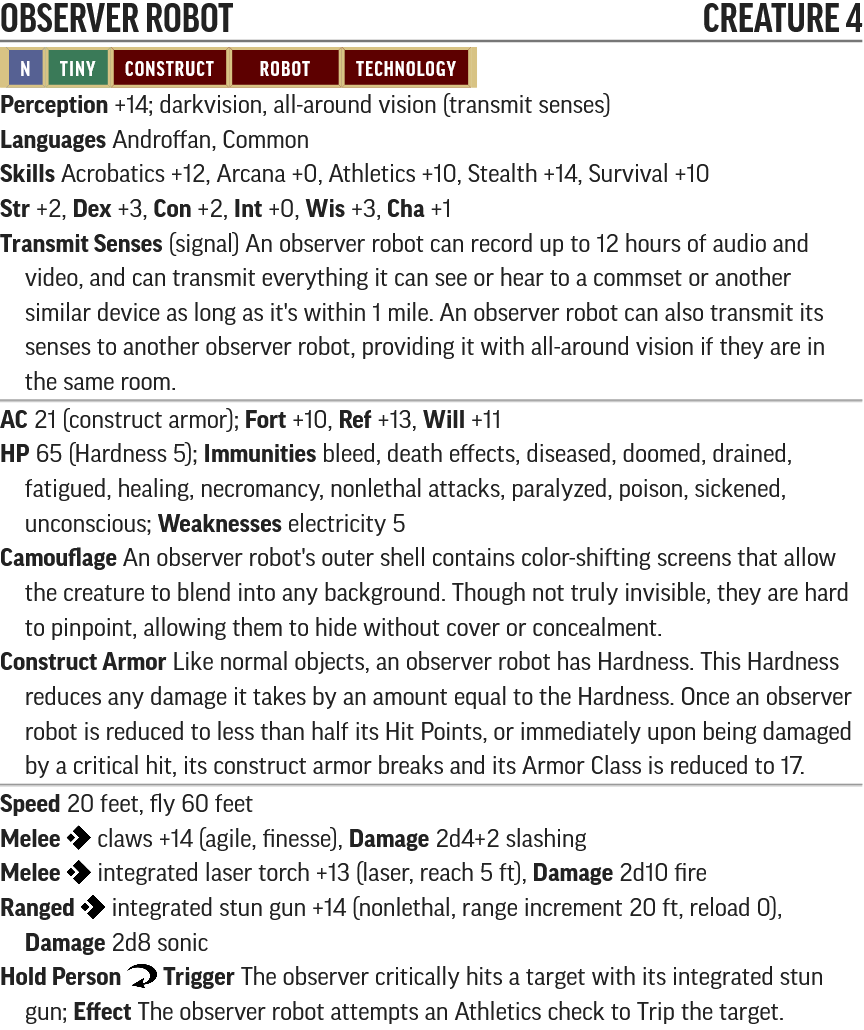 OBSERVER ROBOT CREATURE 4
N TINY CONSTRUCT ROBOT TECHNOLOGY
Perception +14; darkvision, all-around vision (transmit senses)
Languages Androffan, Common
Skills Acrobatics +12, Arcana +0, Athletics +10, Stealth +14, Survival +10
Str +2, Dex +3, Con +2, Int +0, Wis +3, Cha +1
Transmit Senses (signal) An observer robot can record up to 12 hours of audio and
video, and can transmit everything it can see or hear to a commset or another
similar device as long as it's within 1 mile. An observer robot can also transmit its
senses to another observer robot, providing it with all-around vision if they are in
the same room.
AC 21 (construct armor); Fort +10, Ref +13, Will +11
HP 65 (Hardness 5); Immunities bleed, death effects, diseased, doomed, drained,
fatigued, healing, necromancy, nonlethal attacks, paralyzed, poison, sickened,
unconscious; Weaknesses electricity 5
Camouflage An observer robot's outer shell contains color-shifting screens that allow
the creature to blend into any background. Though not truly invisible, they are hard
to pinpoint, allowing them to hide without cover or concealment.
Construct Armor Like normal objects, an observer robot has Hardness. This Hardness
reduces any damage it takes by an amount equal to the Hardness. Once an observer
robot is reduced to less than half its Hit Points, or immediately upon being damaged
by a critical hit, its construct armor breaks and its Armor Class is reduced to 17.
Speed 20 feet, fly 60 feet
Melee claws +14 (agile, finesse), Damage 2d4+2 slashing
Melee integrated laser torch +13 (laser, reach 5 ft), Damage 2d10 fire
Ranged integrated stun gun +14 (nonlethal, range increment 20 ft, reload 0),
Damage 2d8 sonic
Hold Person Trigger The observer critically hits a target with its integrated stun
gun; Effect The observer robot attempts an Athletics check to Trip the target.